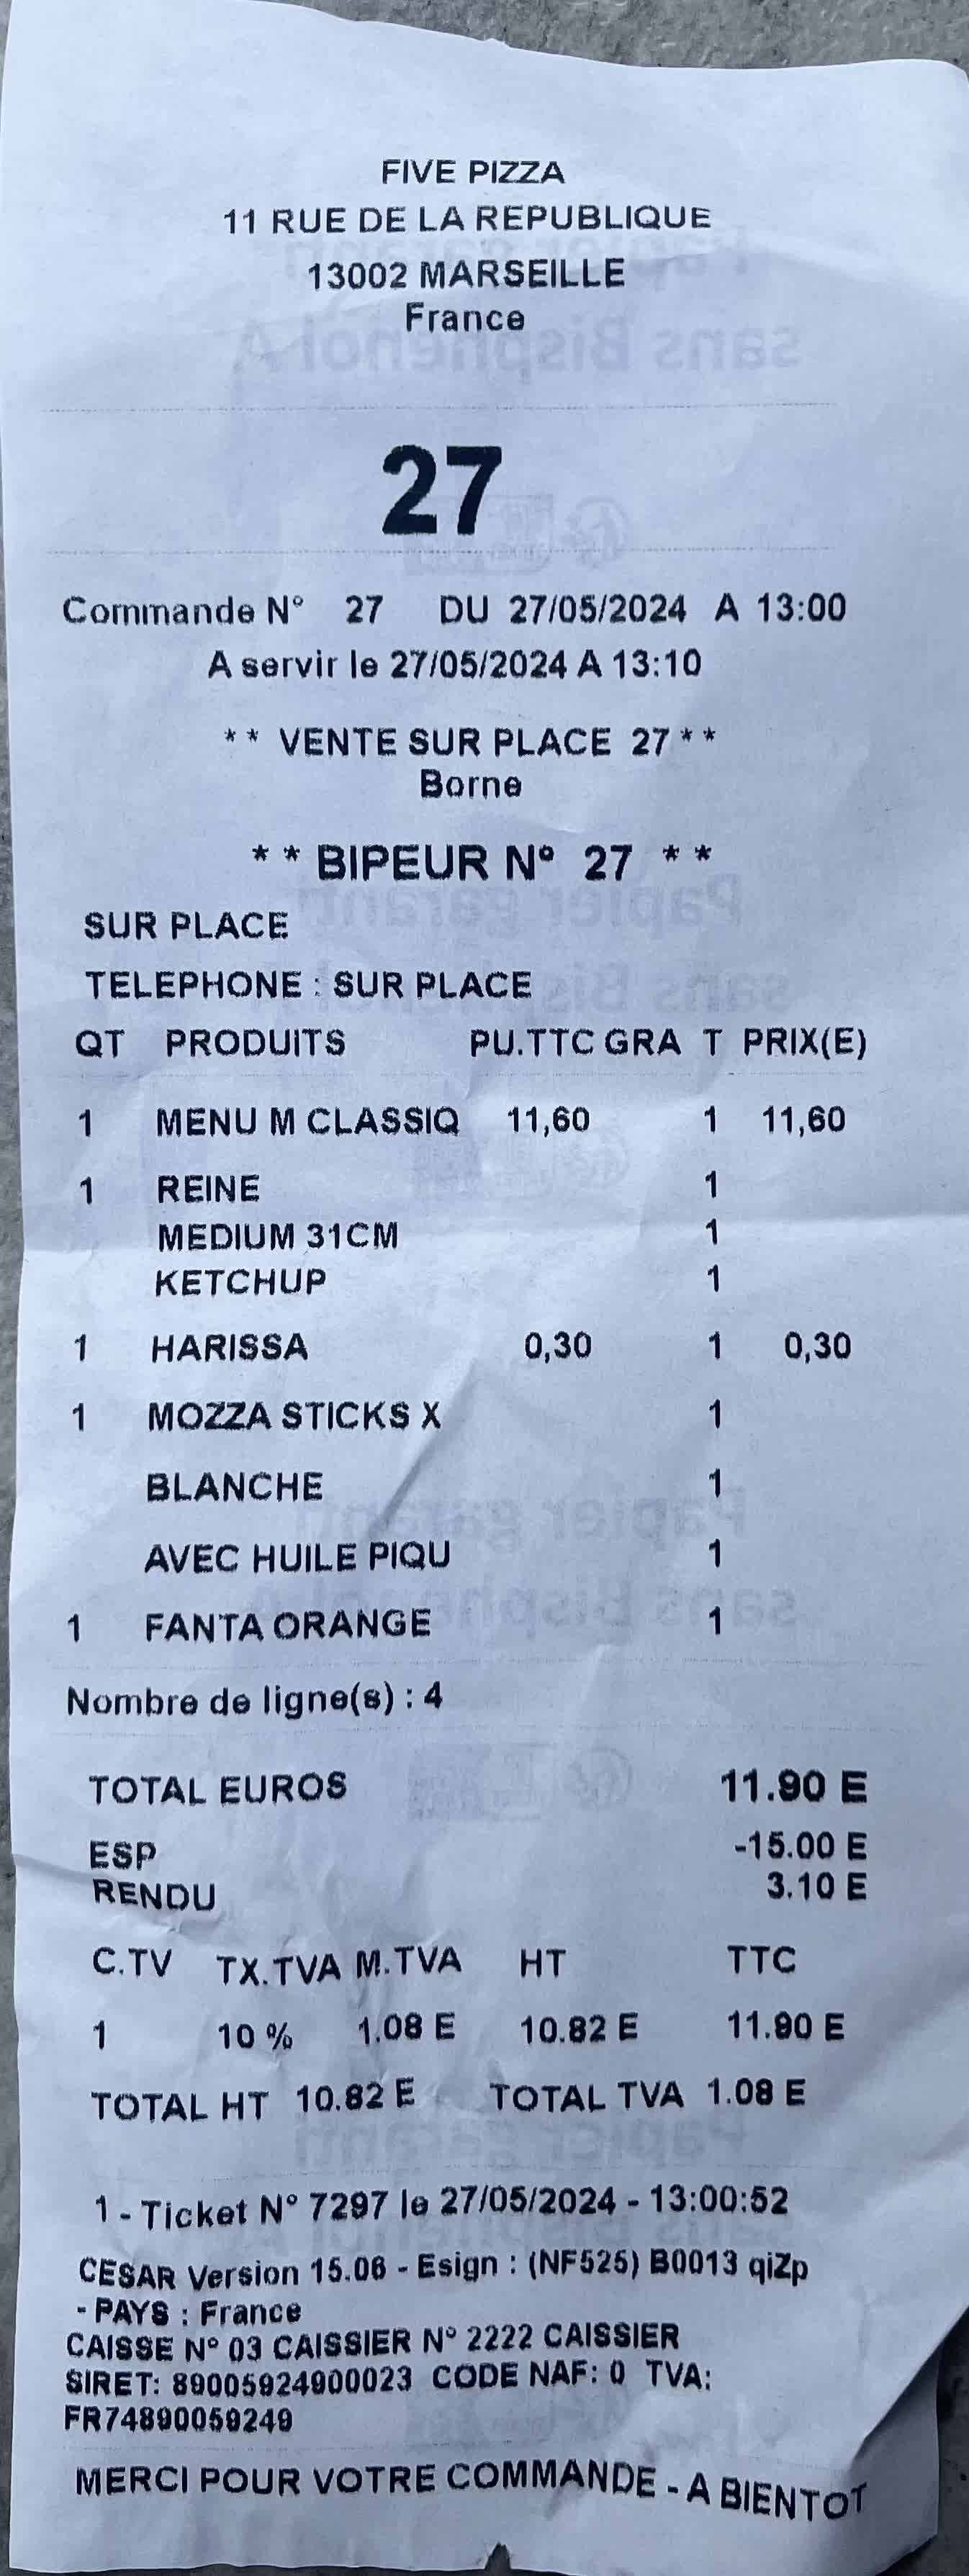 FIVE PIZZA
11 RUE DE LA REPUBLIQUE
13002 MARSEILLE
France
27
Commande N° 27 DU 27/05/2024 A 13:00
A servir le 27/05/2024 A 13:10
** VENTE SUR PLACE 27 **
Borne
** BIPEUR N° 27 **
SUR PLACE
TELEPHONE : SUR PLACE
QT PRODUITS PU.TTC GRA T PRIX(E)
1 MENU M CLASSIQ 11,60 1 11,60
1 REINE 1
MEDIUM 31CM 1
KETCHUP 1
1 HARISSA 0,30 1 0,30
1 MOZZA STICKS X 1
BLANCHE 1
AVEC HUILE PIQU 1
1 FANTA ORANGE 1
Nombre de ligne(s) : 4
TOTAL EUROS 11.90 E
ESP -15.00 E
RENDU 3.10 E
C.TV TX.TVA M.TVA HT TTC
1 10 % 1.08 E 10.82 E 11.90 E
TOTAL HT 10.82 E TOTAL TVA 1.08 E
1 - Ticket N° 7297 le 27/05/2024 - 13:00:52
CESAR Version 15.06 - Esign : (NF525) B0013 qiZp
- PAYS : France
CAISSE N° 03 CAISSIER N° 2222 CAISSIER
SIRET: 89005924900023 CODE NAF: 0 TVA:
FR74890059249
MERCI POUR VOTRE COMMANDE - A BIENTOT
Papier garanti
sans Bisphénol A